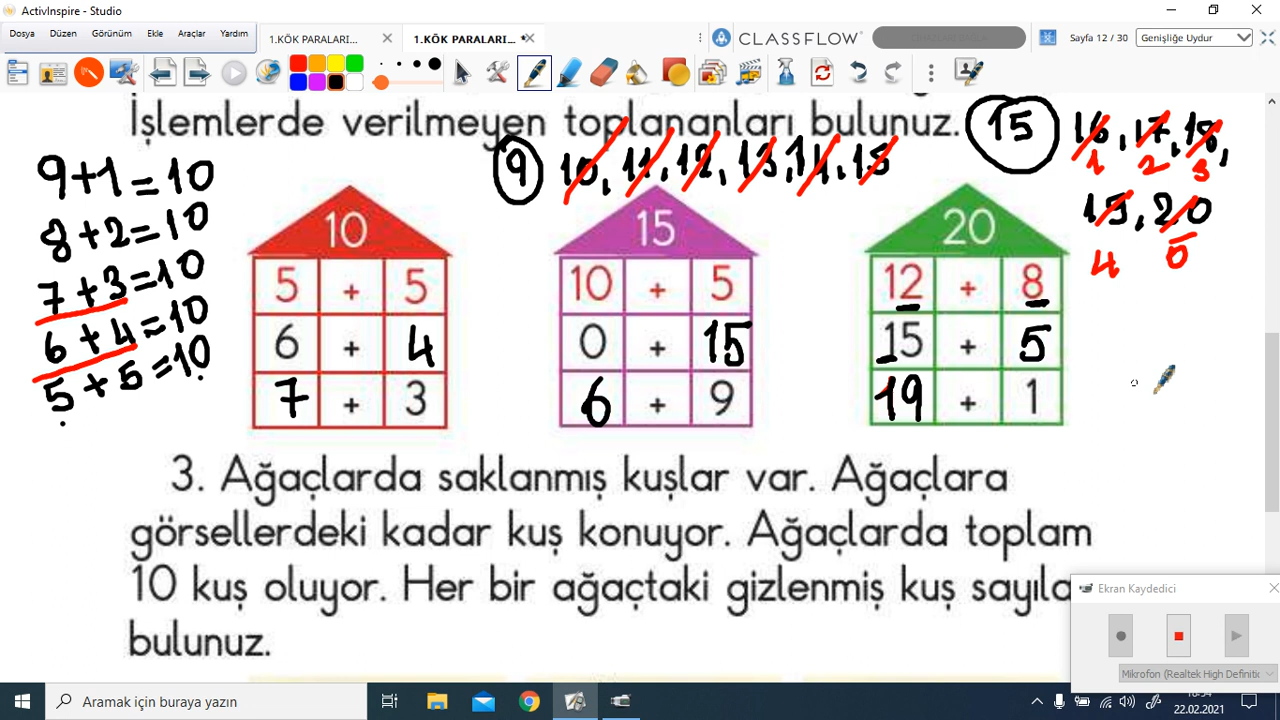 ActivInspire - Studio
Dosya Düzen Görünüm Ekle Araçlar Yardım
1.KÖK PARALARI...
1.KÖK PARALARI... *
CLASSFLOW
Sayfa 12 / 30
Genişliğe Uydur
İşlemlerde verilmeyen toplananları bulunuz.
9+1=10
8+2=10
7+3=10
6+4=10
5+5=10
9 10, 11, 12, 13, 14, 15
15 16, 17, 18,
1 2 3
19, 20
4 5
10
5 + 5
6 + 4
7 + 3
15
10 + 5
0 + 15
6 + 9
20
12 + 8
15 + 5
19 + 1
3. Ağaçlarda saklanmış kuşlar var. Ağaçlara
görsellerdeki kadar kuş konuyor. Ağaçlarda toplam
10 kuş oluyor. Her bir ağaçtaki gizlenmiş kuş sayıla
bulunuz.
Ekran Kaydedici
Mikrofon (Realtek High Definitic
Aramak için buraya yazın
22.02.2021